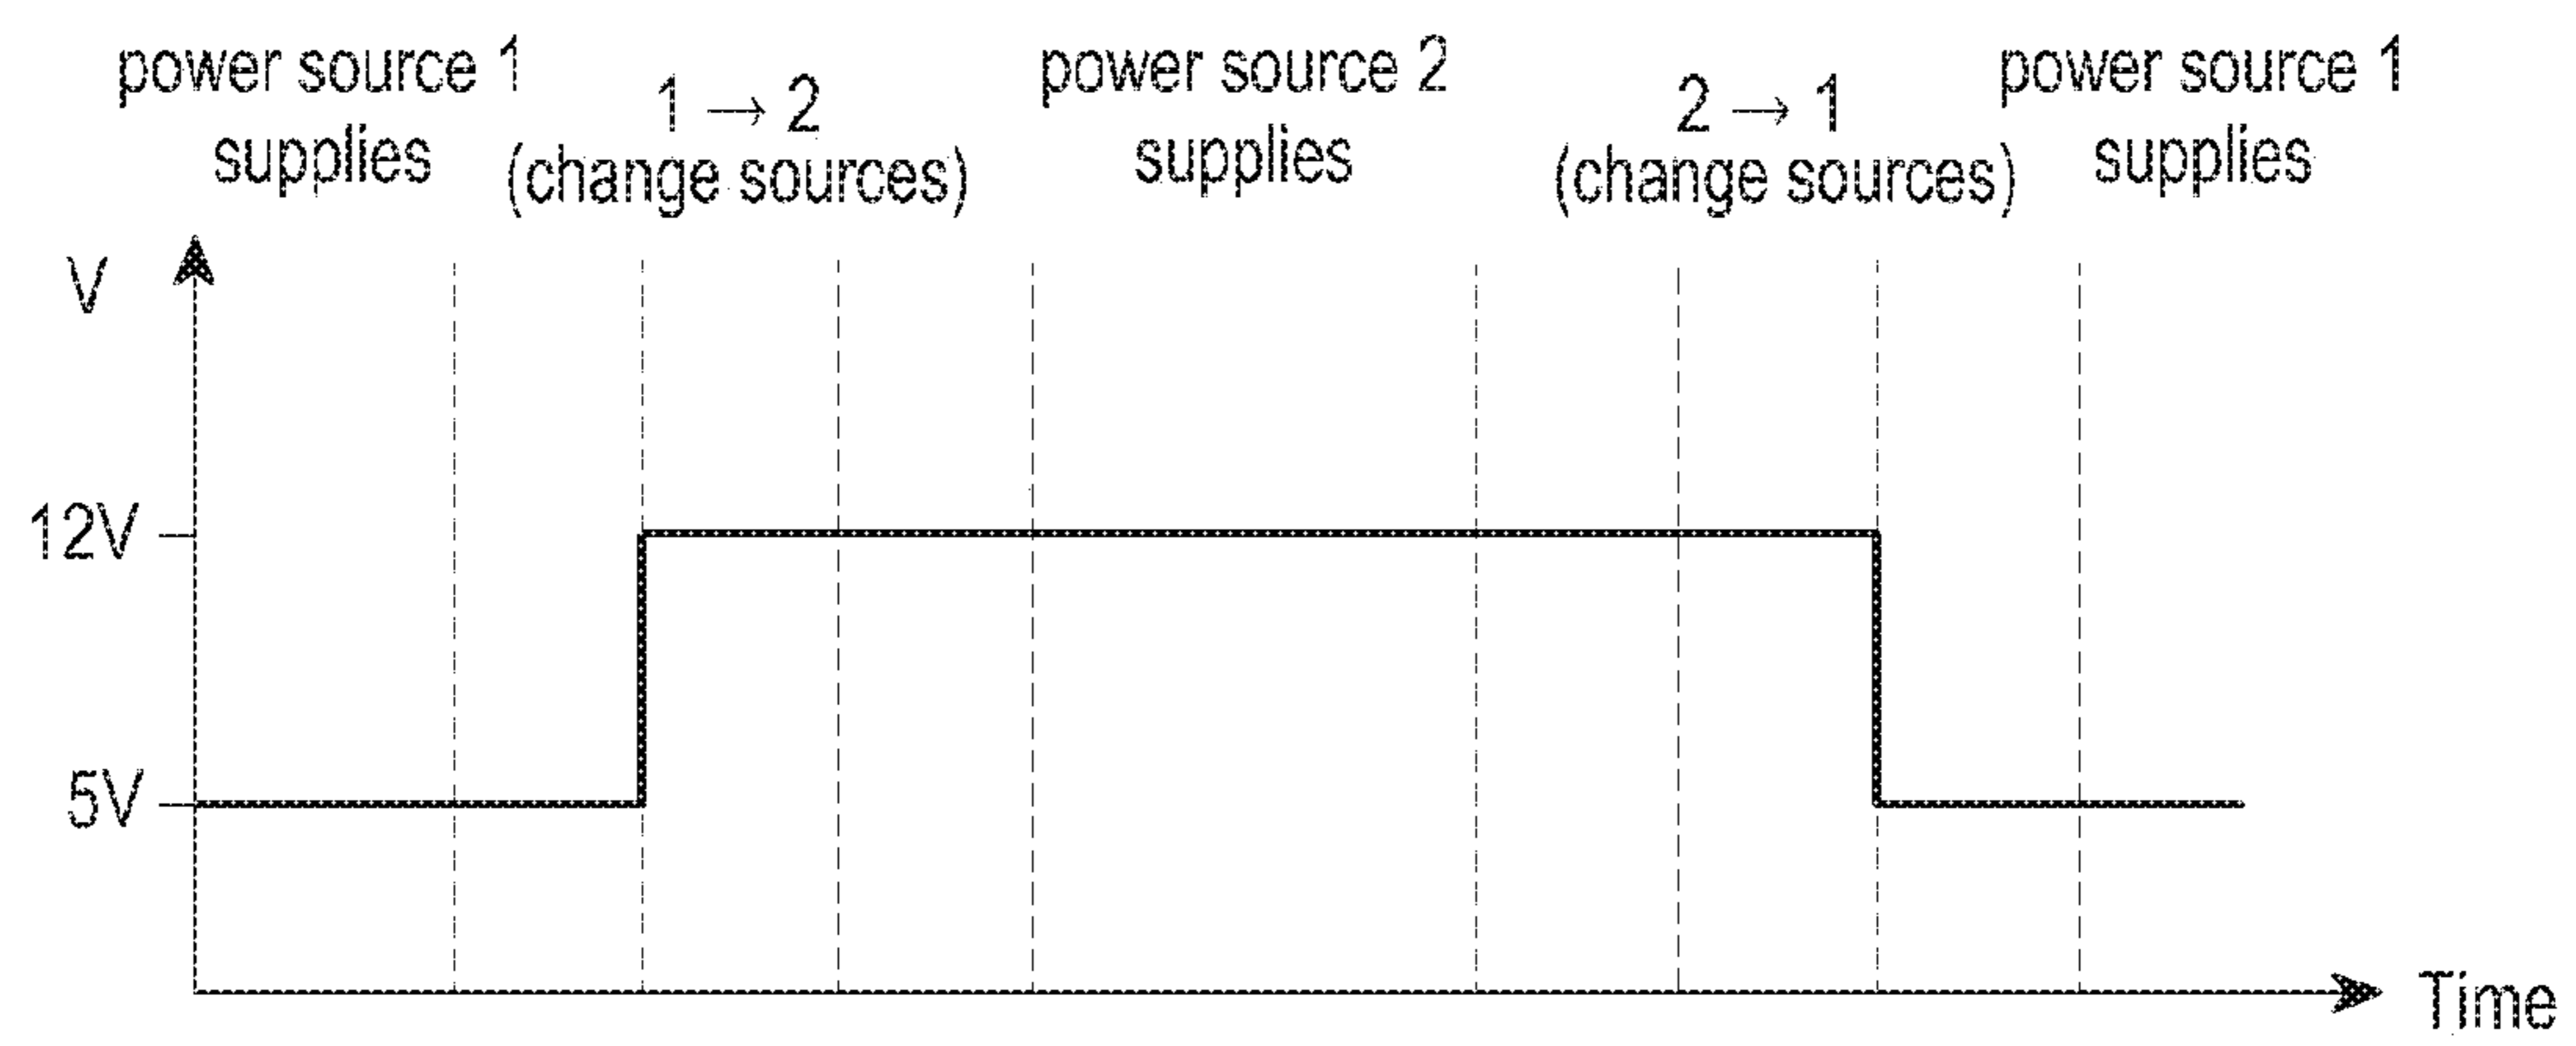 power source 1
supplies
1 → 2
(change sources)
power source 2
supplies
2 → 1
(change sources)
power source 1
supplies
V
12V
5V
Time